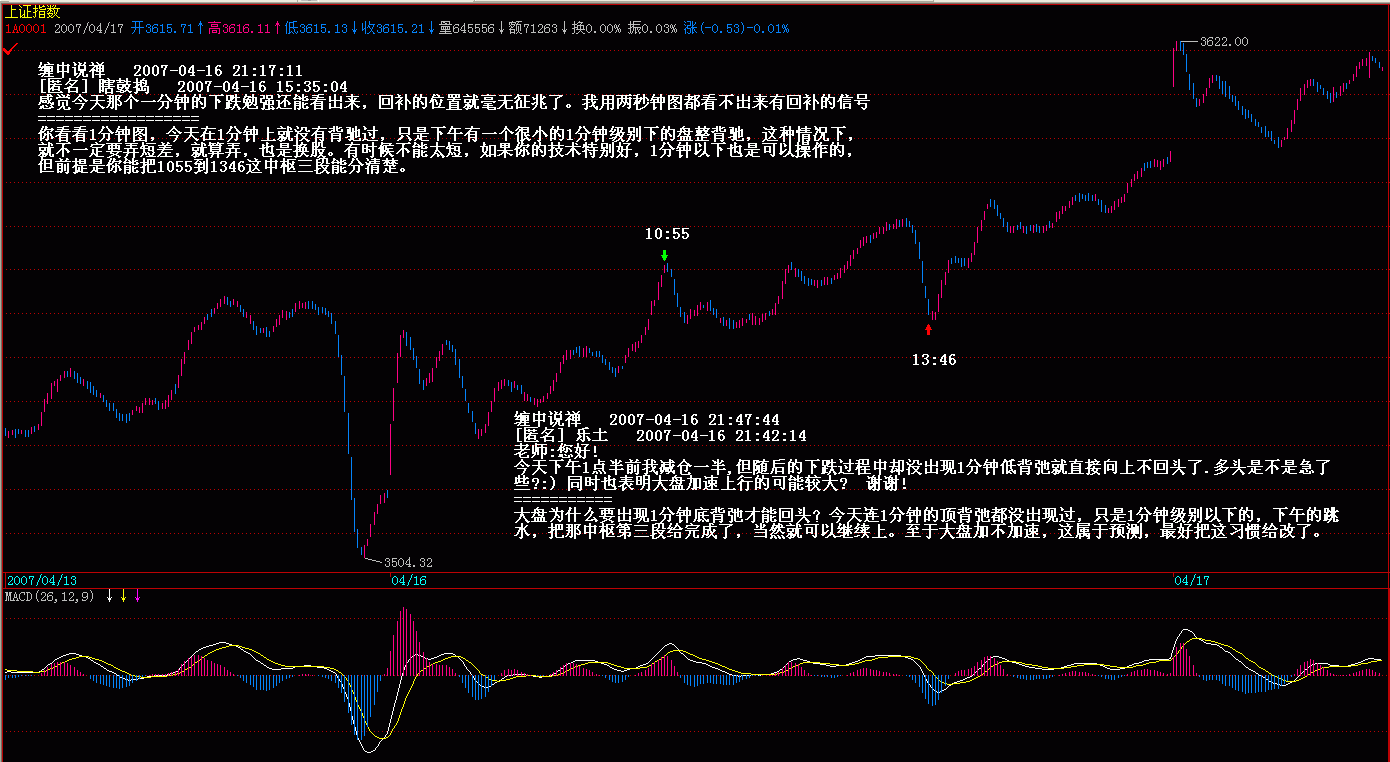 上证指数
1A0001 2007/04/17 开3615.71↑高3616.11↑低3615.13↓收3615.21↓量645556↓额71263↓换0.00% 振0.03% 涨(-0.53)-0.01%
3622.00
缠中说禅 2007-04-16 21:17:11
[匿名] 瞎鼓捣 2007-04-16 15:35:04
感觉今天那个一分钟的下跌勉强还能看出来，回补的位置就毫无征兆了。我用两秒钟图都看不出来有回补的信号
==================
你看看1分钟图，今天在1分钟上就没有背驰过，只是下午有一个很小的1分钟级别下的盘整背驰，这种情况下，
就不一定要弄短差，就算弄，也是换股。有时候不能太短，如果你的技术特别好，1分钟以下也是可以操作的，
但前提是你能把1055到1346这中枢三段能分清楚。
10:55
13:46
缠中说禅 2007-04-16 21:47:44
[匿名] 乐土 2007-04-16 21:42:14
老师:您好!
今天下午1点半前我减仓一半,但随后的下跌过程中却没出现1分钟低背弛就直接向上不回头了.多头是不是急了
些?:) 同时也表明大盘加速上行的可能较大? 谢谢!
===========
大盘为什么要出现1分钟底背弛才能回头？今天连1分钟的顶背弛都没出现过，只是1分钟级别以下的，下午的跳
水，把那中枢第三段给完成了，当然就可以继续上。至于大盘加不加速，这属于预测，最好把这习惯给改了。
3504.32
2007/04/13 04/16 04/17
MACD(26,12,9) ↓ ↓ ↓